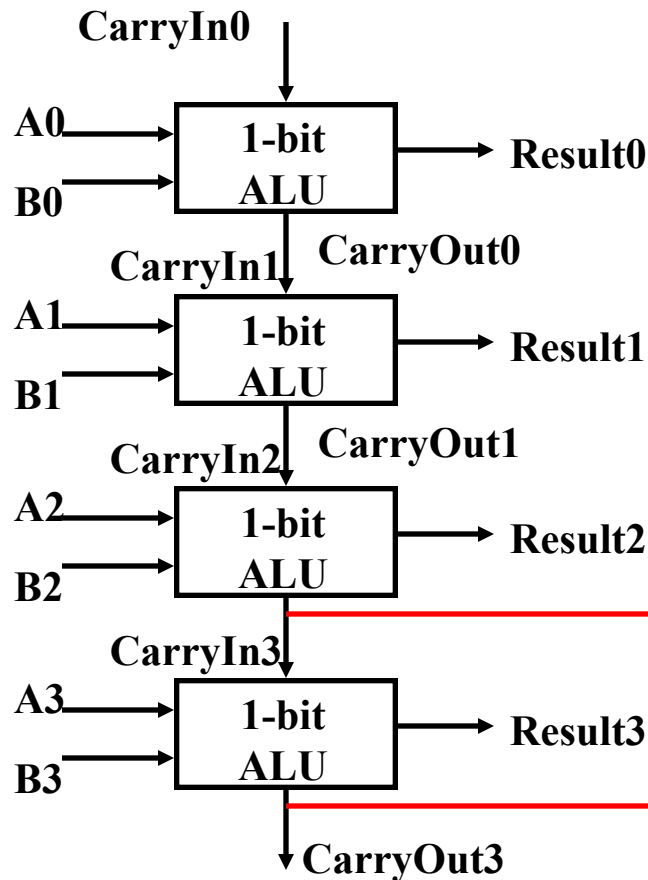 CarryIn0
A0
1-bit
ALU
Result0
B0
CarryIn1
CarryOut0
A1
1-bit
ALU
Result1
B1
CarryIn2
CarryOut1
A2
1-bit
ALU
Result2
B2
CarryIn3
A3
1-bit
ALU
Result3
B3
CarryOut3